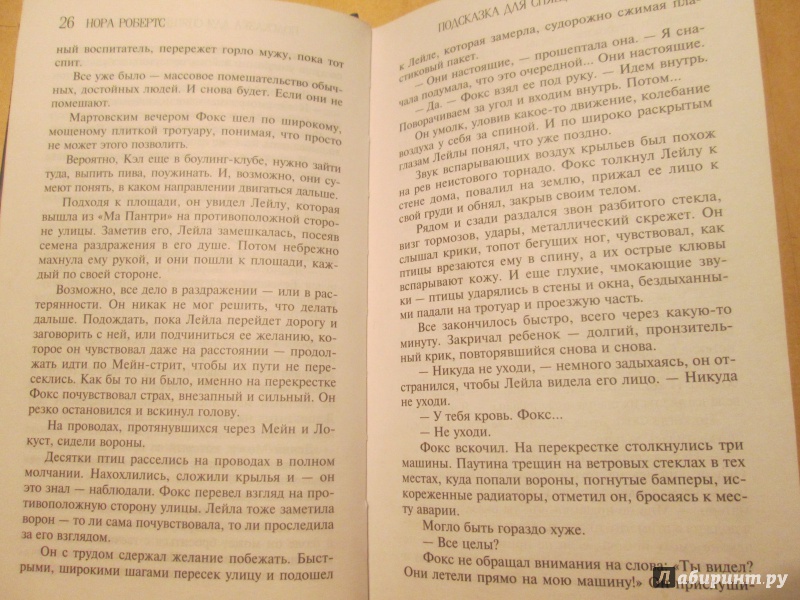 26 НОРА РОБЕРТС
ный воспитатель, перережет горло мужу, пока тот
спит.
Все уже было — массовое помешательство обыч-
ных, достойных людей. И снова будет. Если они не
помешают.
Мартовским вечером Фокс шел по широкому,
мощеному плиткой тротуару, понимая, что просто
не может этого позволить.
Вероятно, Кэл еще в боулинг-клубе, нужно зайти
туда, выпить пива, поужинать. И, возможно, они су-
меют понять, в каком направлении двигаться дальше.
Подходя к площади, он увидел Лейлу, которая
вышла из «Ма Пантри» на противоположной сторо-
не улицы. Заметив его, Лейла замешкалась, посеяв
семена раздражения в его душе. Потом небрежно
махнула ему рукой, и они пошли к площади, каж-
дый по своей стороне.
Возможно, все дело в раздражении — или в рас-
терянности. Он никак не мог решить, что делать
дальше. Подождать, пока Лейла перейдет дорогу и
заговорить с ней, или подчиниться ее желанию, ко-
торое он чувствовал даже на расстоянии — продол-
жать идти по Мейн-стрит, чтобы их пути не пере-
секлись. Как бы то ни было, именно на перекрестке
Фокс почувствовал страх, внезапный и сильный. Он
резко остановился и вскинул голову.
На проводах, протянувшихся через Мейн и Ло-
куст, сидели вороны.
Десятки птиц расселись на проводах в полном
молчании. Нахохлились, сложили крылья и — он
это знал — наблюдали. Фокс перевел взгляд на про-
тивоположную сторону улицы. Лейла тоже заметила
ворон — то ли сама почувствовала, то ли проследила
за его взглядом.
Он с трудом сдержал желание побежать. Быст-
рыми, широкими шагами пересек улицу и подошел
ПОДСКАЗКА ДЛЯ
к Лейле, которая замерла, судорожно сжимая пла-
стиковый пакет.
— Они настоящие, — прошептала она. — Я сна-
чала подумала, что это очередной... Они настоящие.
— Да. — Фокс взял ее под руку. — Идем внутрь.
Поворачиваем за угол и входим внутрь. Потом...
Он умолк, уловив какое-то движение, колебание
воздуха у себя за спиной. И по широко раскрытым
глазам Лейлы понял, что уже поздно.
Звук вспарывающих воздух крыльев был похож
на рев неистового торнадо. Фокс толкнул Лейлу к
стене дома, повалил на землю, прижал ее лицо к
своей груди и обнял, закрыв своим телом.
Рядом и сзади раздался звон разбитого стекла,
визг тормозов, удары, металлический скрежет. Он
слышал крики, топот бегущих ног, чувствовал, как
птицы врезаются ему в спину, а их острые клювы
вспарывают кожу. И еще глухие, чмокающие зву-
ки — птицы ударялись в стены и окна, бездыханны-
ми падали на тротуар и проезжую часть.
Все закончилось быстро, всего через какую-то
минуту. Закричал ребенок — долгий, пронзитель-
ный крик, повторявшийся снова и снова.
— Никуда не уходи, — немного задыхаясь, он от-
странился, чтобы Лейла видела его лицо. — Никуда
не уходи.
— У тебя кровь. Фокс...
— Не уходи.
Фокс вскочил. На перекрестке столкнулись три
машины. Паутина трещин на ветровых стеклах в тех
местах, куда попали вороны, погнутые бамперы, ис-
кореженные радиаторы, отметил он, бросаясь к мес-
ту аварии.
Могло быть гораздо хуже.
— Все целы?
Фокс не обращал внимания на слова: «Ты видел?
Они летели прямо на мою машину!» Он прислуши-
Лабиринт.ру